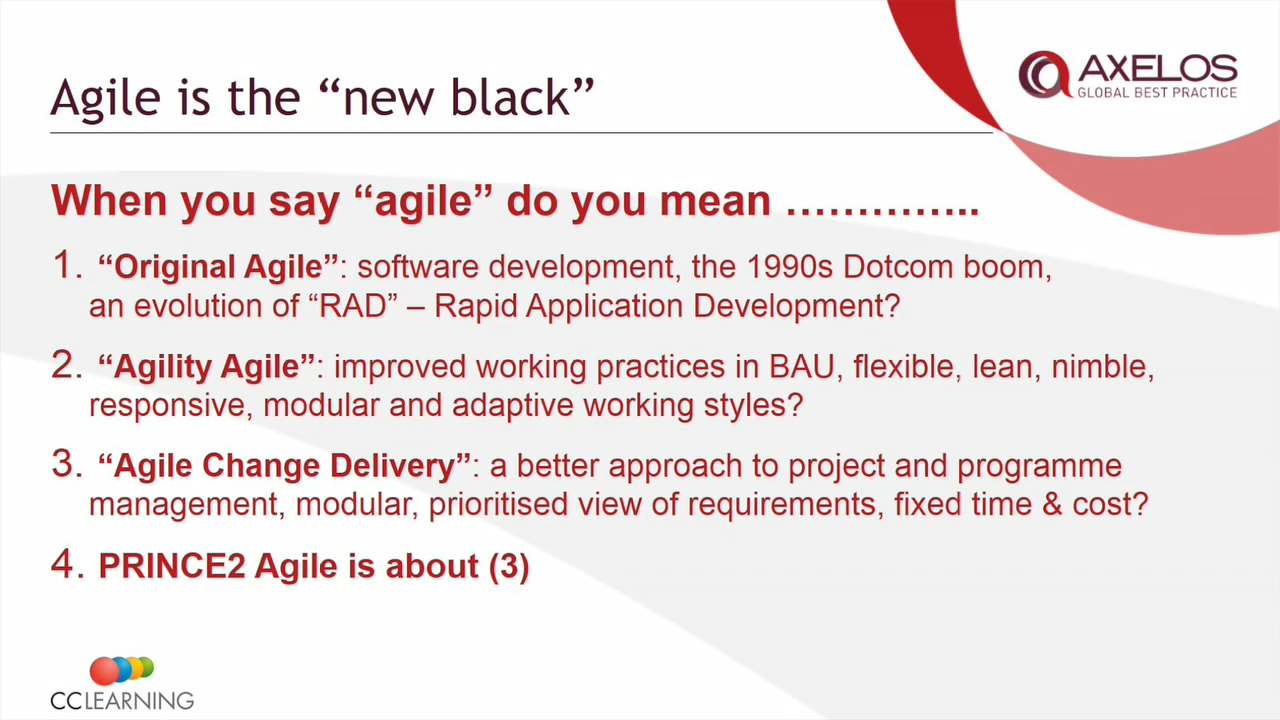 Agile is the “new black”
AXELOS
GLOBAL BEST PRACTICE
When you say “agile” do you mean …………..
1. “Original Agile”: software development, the 1990s Dotcom boom,
an evolution of “RAD” – Rapid Application Development?
2. “Agility Agile”: improved working practices in BAU, flexible, lean, nimble,
responsive, modular and adaptive working styles?
3. “Agile Change Delivery”: a better approach to project and programme
management, modular, prioritised view of requirements, fixed time & cost?
4. PRINCE2 Agile is about (3)
CCLEARNING